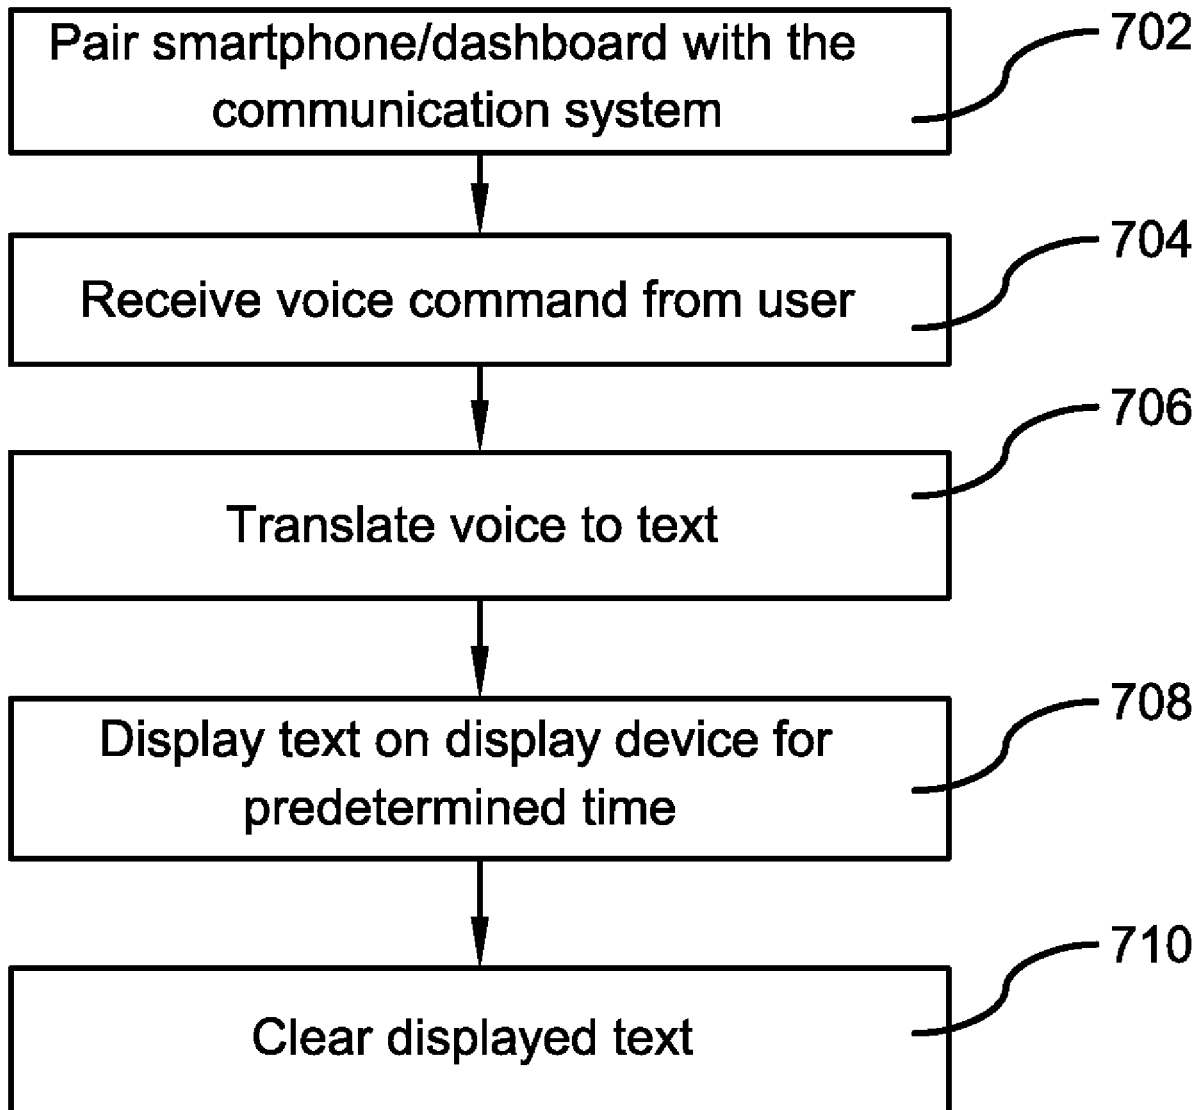 Pair smartphone/dashboard with the
communication system
702
Receive voice command from user
704
Translate voice to text
706
Display text on display device for
predetermined time
708
Clear displayed text
710